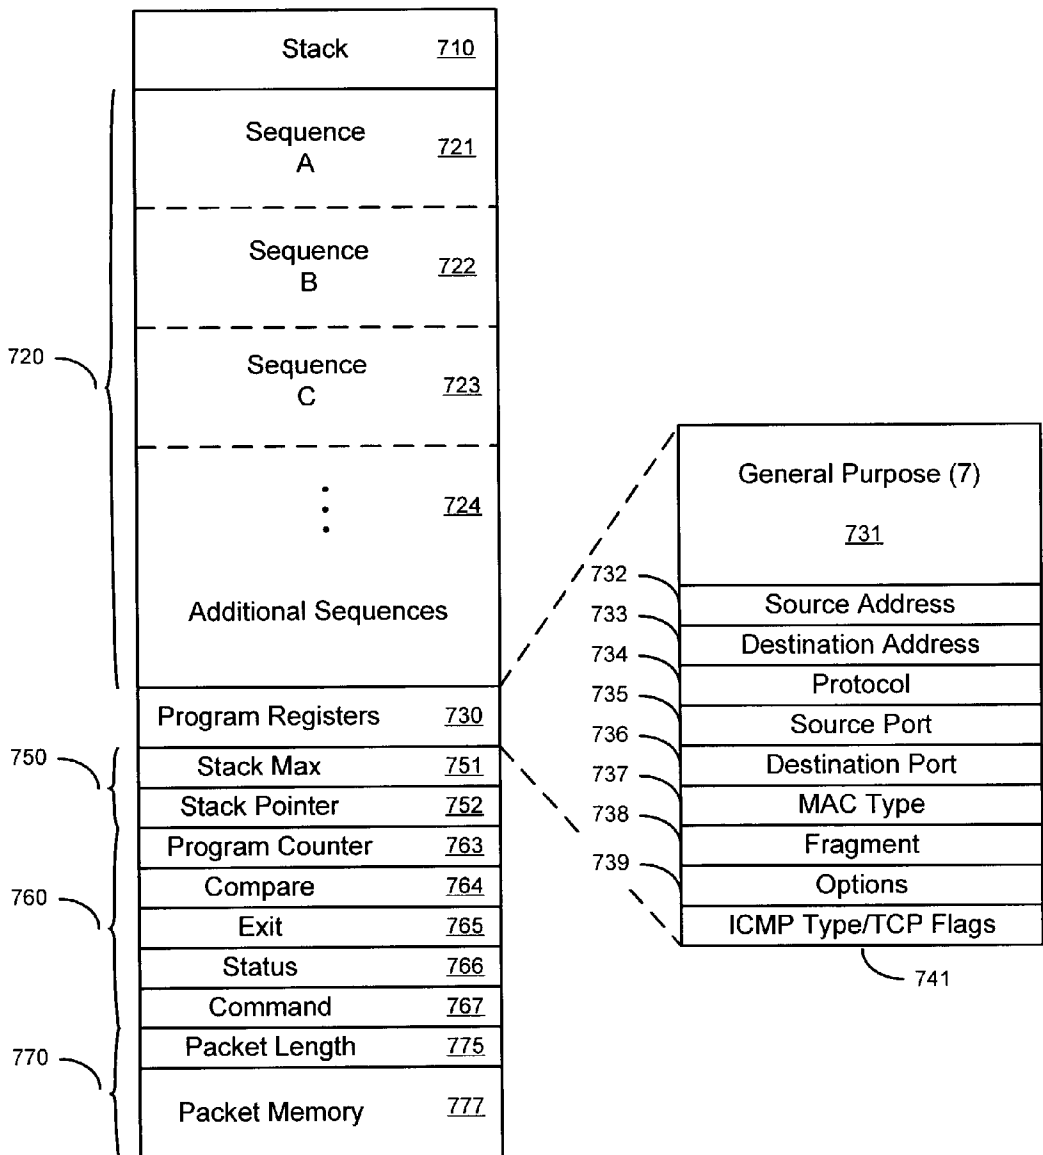 Stack 710
Sequence
A
721
Sequence
B
722
Sequence
C
723
720
724
Additional Sequences
Program Registers 730
750
Stack Max 751
Stack Pointer 752
Program Counter 763
760
Compare 764
Exit 765
Status 766
Command 767
Packet Length 775
770
Packet Memory 777
General Purpose (7)
731
732
Source Address
733
Destination Address
734
Protocol
735
Source Port
736
Destination Port
737
MAC Type
738
Fragment
739
Options
ICMP Type/TCP Flags
741